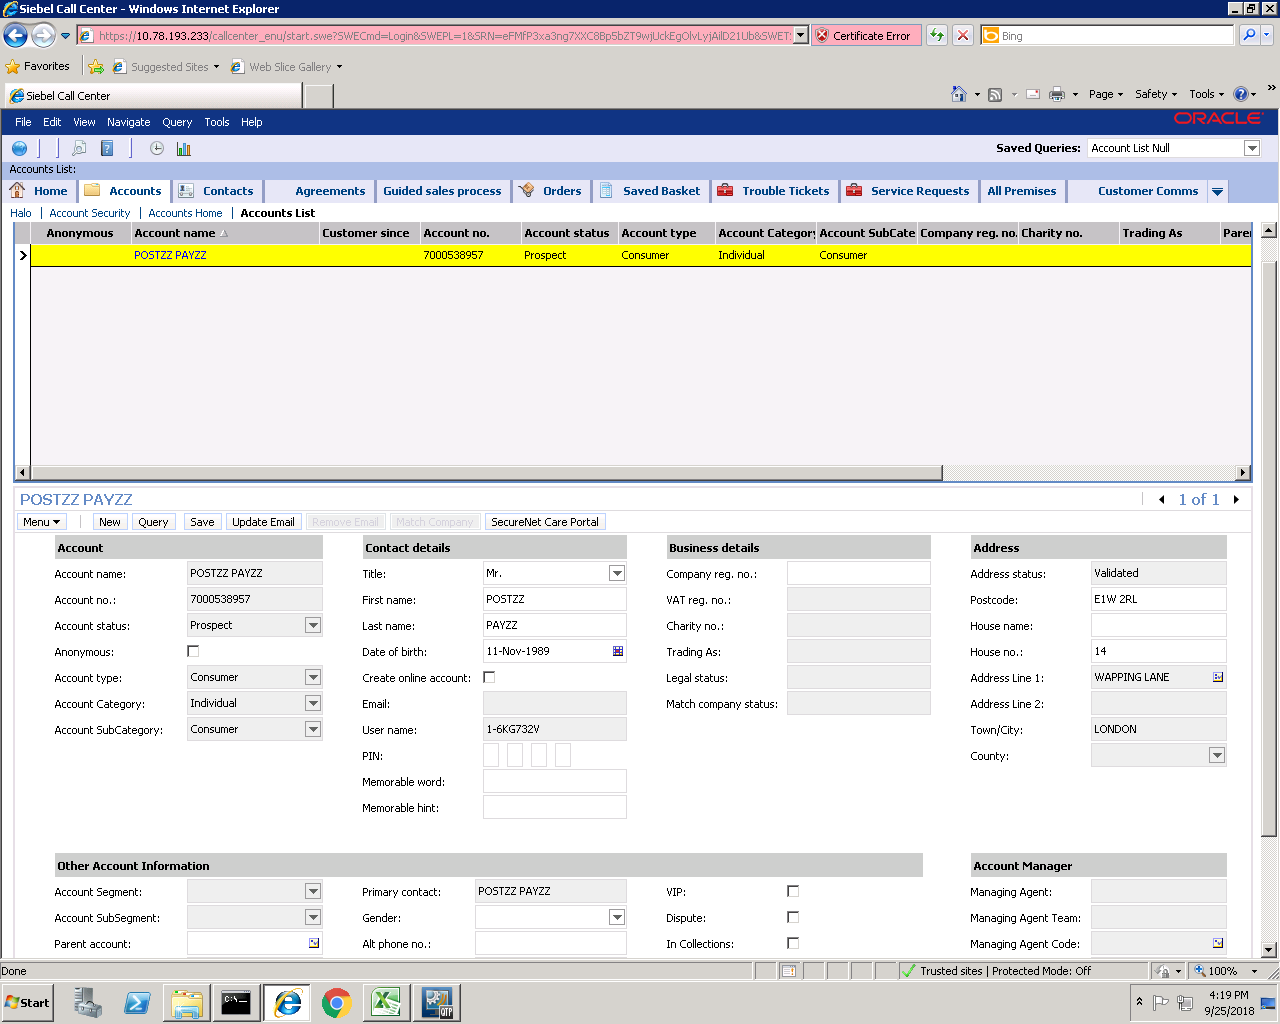 Siebel Call Center - Windows Internet Explorer
https://10.78.193.233/callcenter_enu/start.swe?SWECmd=Login&SWEPL=1&SRN=eFMfP3xa3ng7XXC8Bp5bZT9wjUckEgOlvLyjAilD21Ub&SWET: Certificate Error Bing
Favorites Suggested Sites Web Slice Gallery
Siebel Call Center Page Safety Tools
File Edit View Navigate Query Tools Help ORACLE
Saved Queries: Account List Null
Accounts List:
Home Accounts Contacts Agreements Guided sales process Orders Saved Basket Trouble Tickets Service Requests All Premises Customer Comms
Halo Account Security Accounts Home Accounts List
Anonymous Account name Customer since Account no. Account status Account type Account Category Account SubCate Company reg. no. Charity no. Trading As Parer
POSTZZ PAYZZ 7000538957 Prospect Consumer Individual Consumer
POSTZZ PAYZZ 1 of 1
Menu New Query Save Update Email Remove Email Match Company SecureNet Care Portal
Account Contact details Business details Address
Account name: POSTZZ PAYZZ Title: Mr. Company reg. no.: Address status: Validated
Account no.: 7000538957 First name: POSTZZ VAT reg. no.: Postcode: E1W 2RL
Account status: Prospect Last name: PAYZZ Charity no.: House name:
Anonymous: Date of birth: 11-Nov-1989 Trading As: House no.: 14
Account type: Consumer Create online account: Legal status: Address Line 1: WAPPING LANE
Account Category: Individual Email: Match company status: Address Line 2:
Account SubCategory: Consumer User name: 1-6KG732V Town/City: LONDON
PIN: County:
Memorable word:
Memorable hint:
Other Account Information Account Manager
Account Segment: Primary contact: POSTZZ PAYZZ VIP: Managing Agent:
Account SubSegment: Gender: Dispute: Managing Agent Team:
Parent account: Alt phone no.: In Collections: Managing Agent Code:
Done Trusted sites | Protected Mode: Off 100%
Start C:\ QTP 4:19 PM
9/25/2018